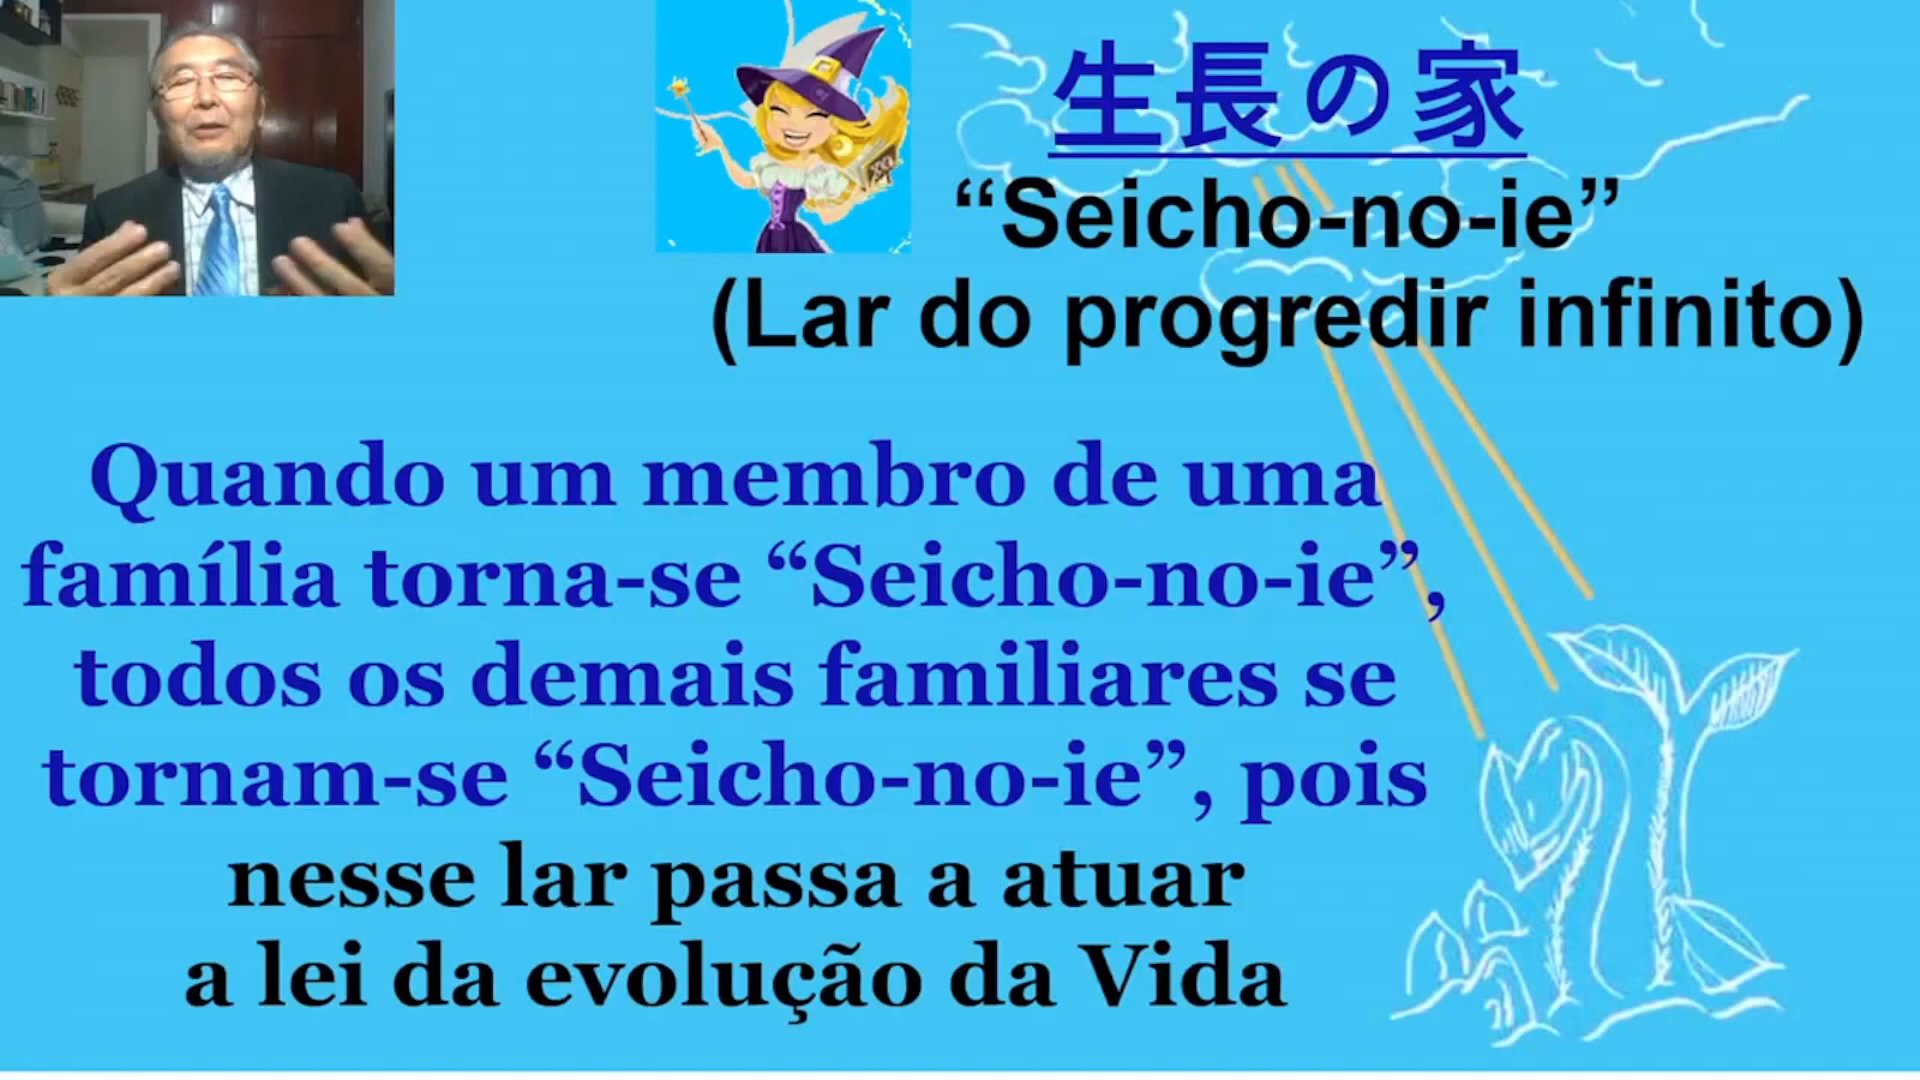 生長の家
“Seicho-no-ie”
(Lar do progredir infinito)
Quando um membro de uma
família torna-se “Seicho-no-ie”,
todos os demais familiares se
tornam-se “Seicho-no-ie”, pois
nesse lar passa a atuar
a lei da evolução da Vida